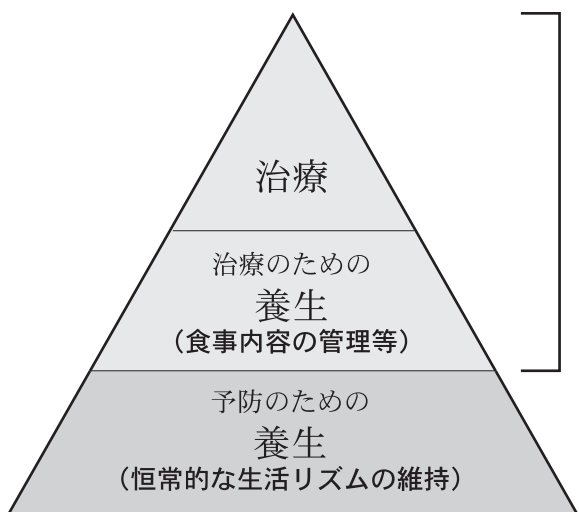 治療
治療のための
養生
（食事内容の管理等）
予防のための
養生
（恒常的な生活リズムの維持）